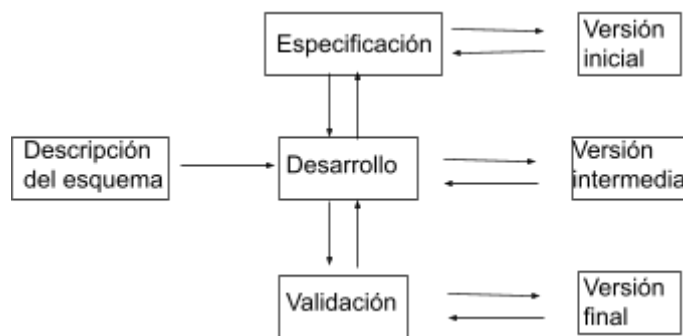 Especificación
Versión
inicial
Descripción
del esquema
Desarrollo
Versión
intermedia
Validación
Versión
final